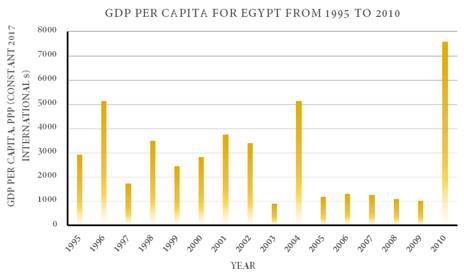 GDP PER CAPITA FOR EGYPT FROM 1995 TO 2010
GDP PER CAPITA, PPP (CONSTANT 2017
INTERNATIONAL $)
8000
7000
6000
5000
4000
3000
2000
1000
0
1995 1996 1997 1998 1999 2000 2001 2002 2003 2004 2005 2006 2007 2008 2009 2010
YEAR